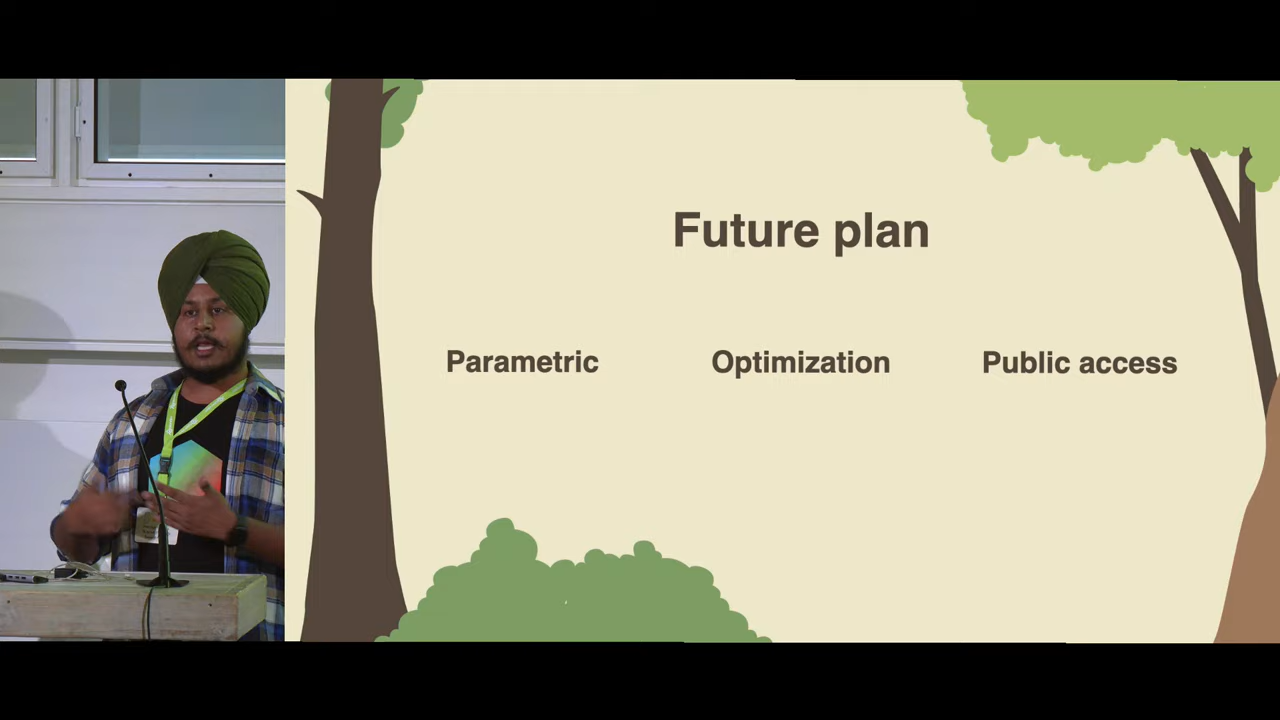 Future plan
Parametric
Optimization
Public access